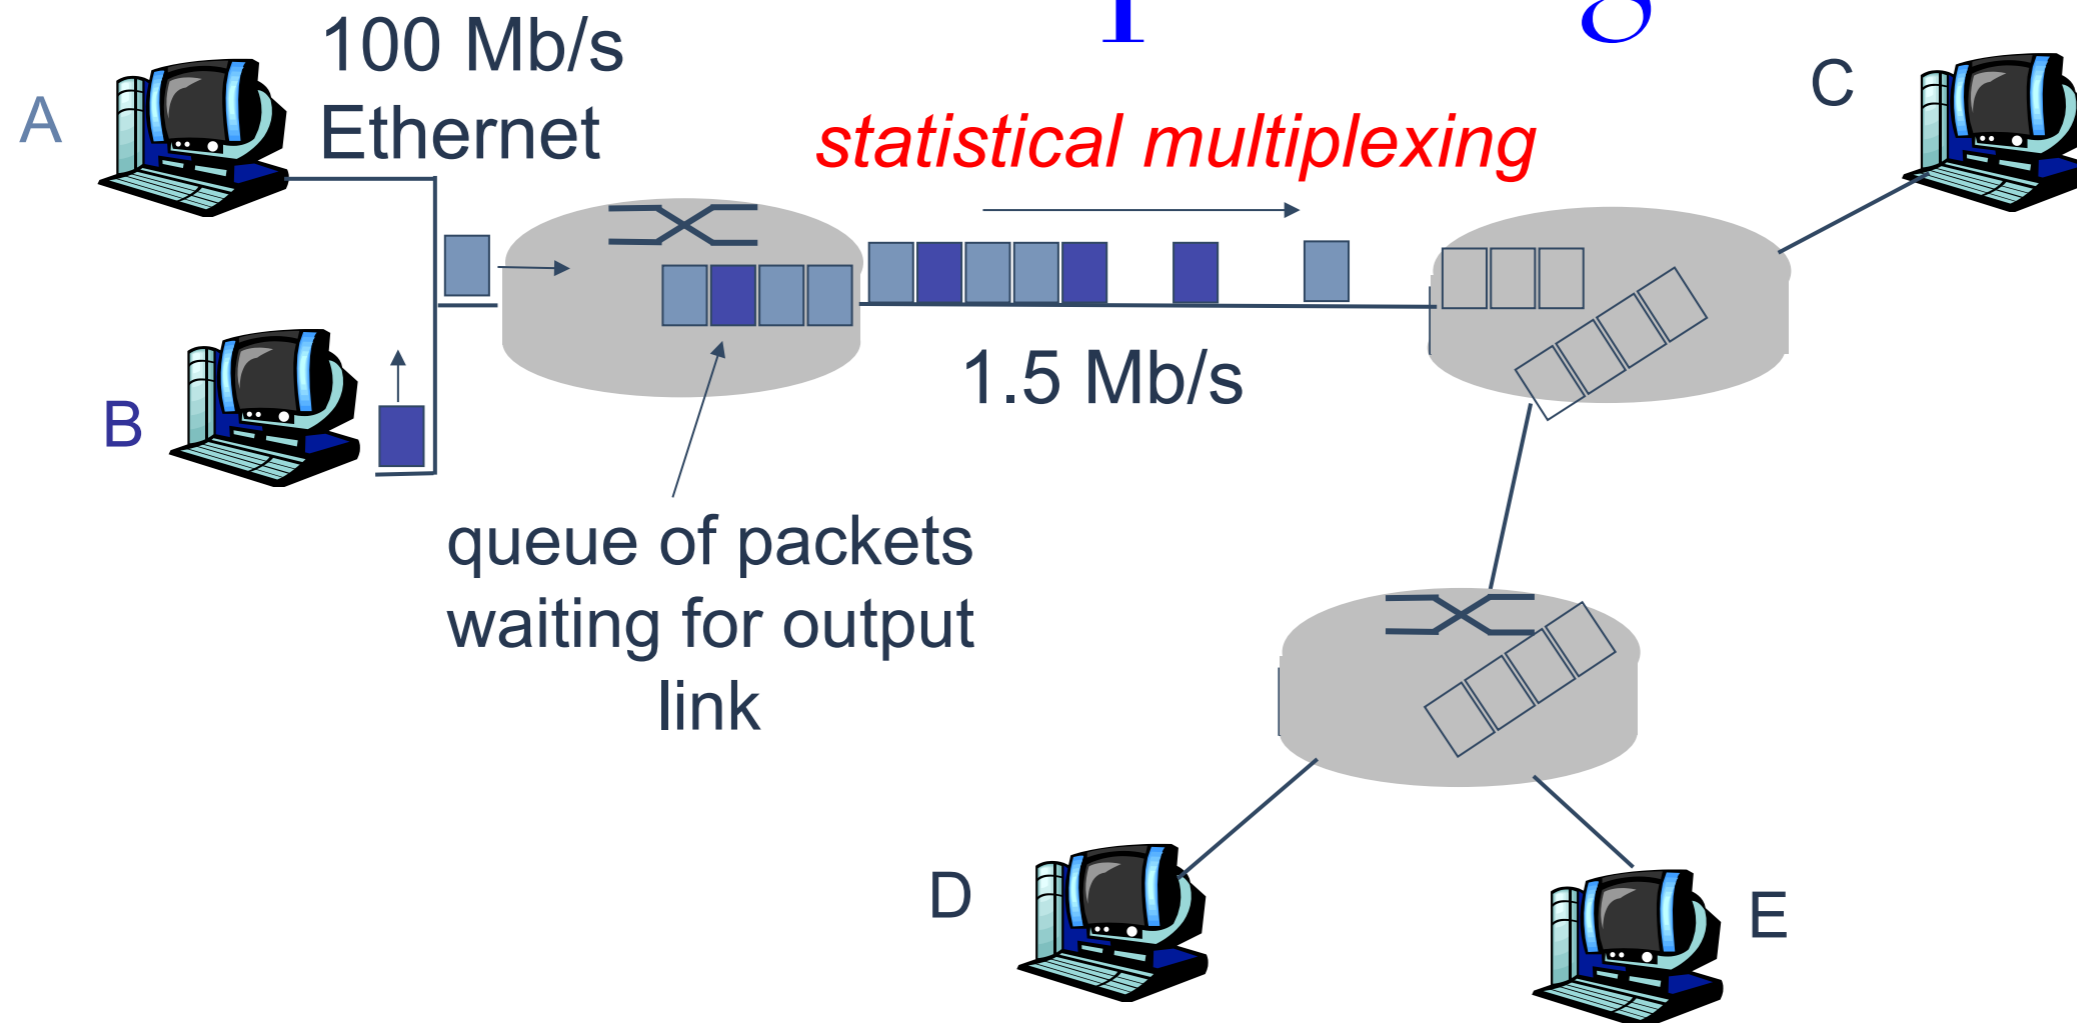 100 Mb/s
Ethernet
A
C
statistical multiplexing
1.5 Mb/s
B
queue of packets
waiting for output
link
D
E